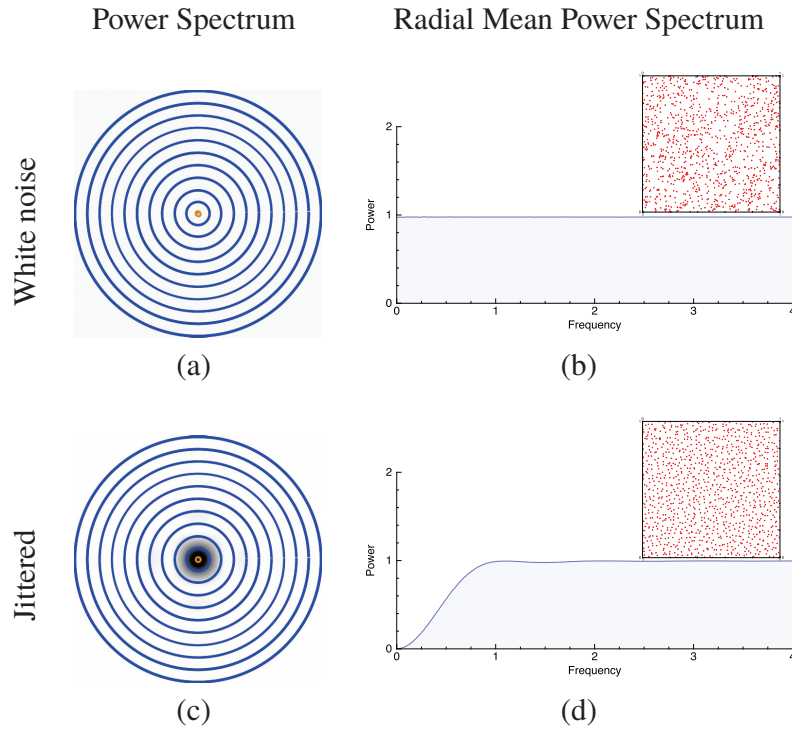 Power Spectrum
Radial Mean Power Spectrum
White noise
2
1
0
Power
0
1
2
3
4
Frequency
(a)
(b)
Jittered
2
1
0
Power
0
1
2
3
4
Frequency
(c)
(d)